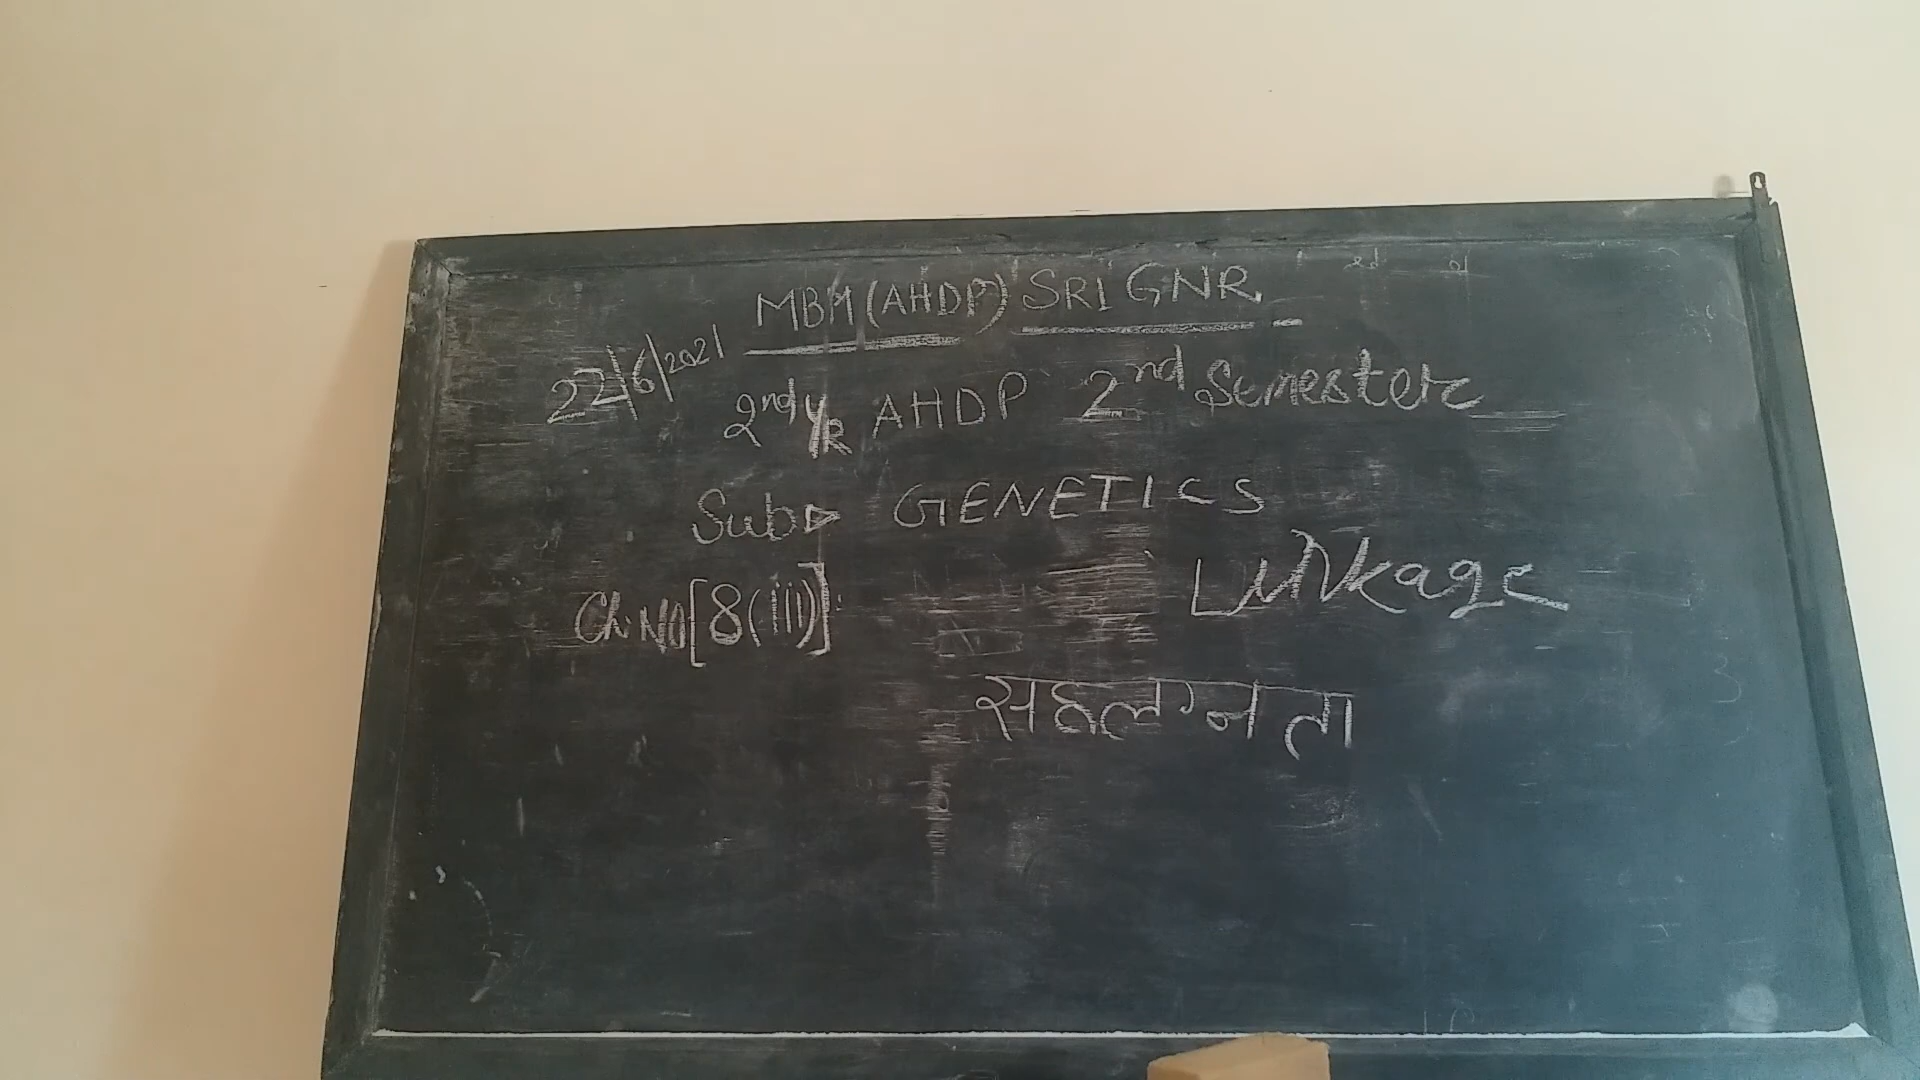 MBM (AHDP) SRI GNR
22/6/2021
2nd YR AHDP 2nd Semester
Sub GENETICS
Ch. NO [8(iii)] Linkage
सहलग्नता